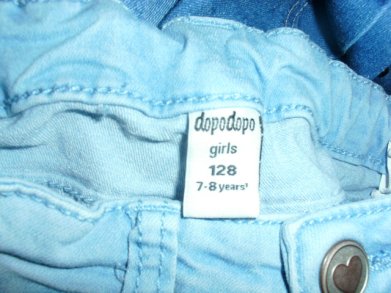 dopodopo
girls
128
7-8 years'